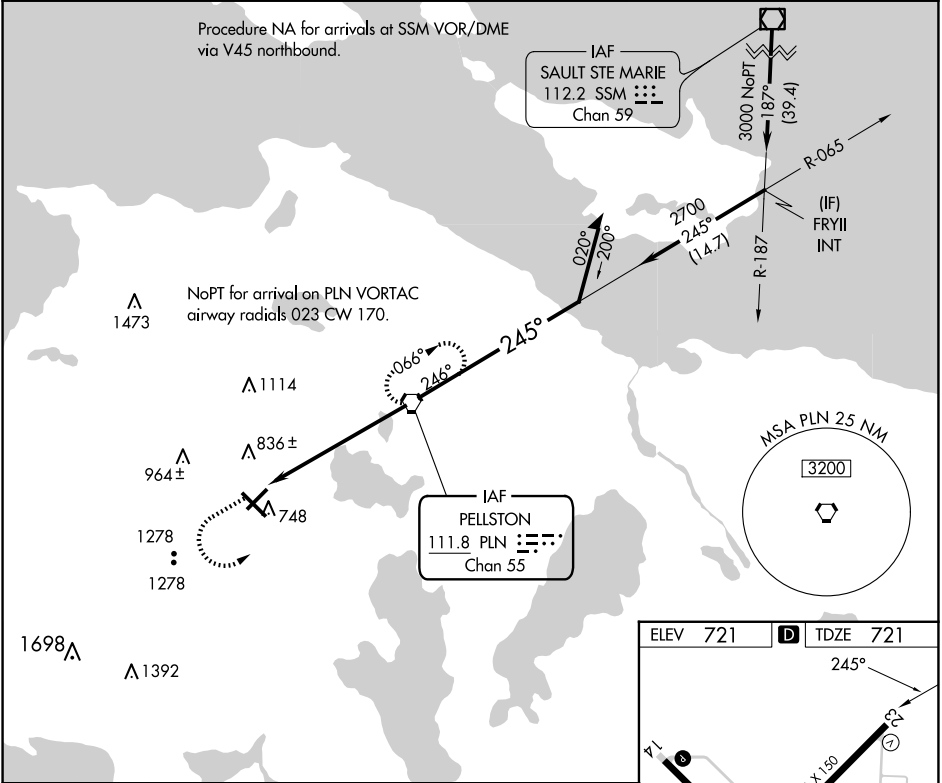 Procedure NA for arrivals at SSM VOR/DME
via V45 northbound.
IAF
SAULT STE MARIE
112.2 SSM
Chan 59
3000 NoPT
187°
(39.4)
R-065
(IF)
FRYII
INT
R-187
2700
245°
(14.7)
020°
200°
NoPT for arrival on PLN VORTAC
airway radials 023 CW 170.
1473
245°
066°
246°
1114
836±
964±
748
1278
1278
IAF
PELLSTON
111.8 PLN
Chan 55
MSA PLN 25 NM
3200
1698
1392
ELEV 721 D TDZE 721
245°
23
V
14
P
X 150